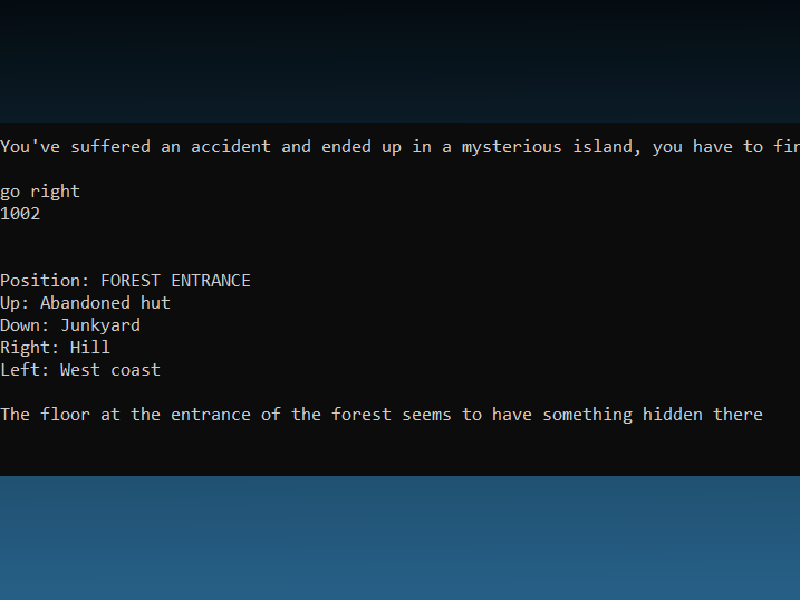 You've suffered an accident and ended up in a mysterious island, you have to
go right
1002
Position: FOREST ENTRANCE
Up: Abandoned hut
Down: Junkyard
Right: Hill
Left: West coast
The floor at the entrance of the forest seems to have something hidden there